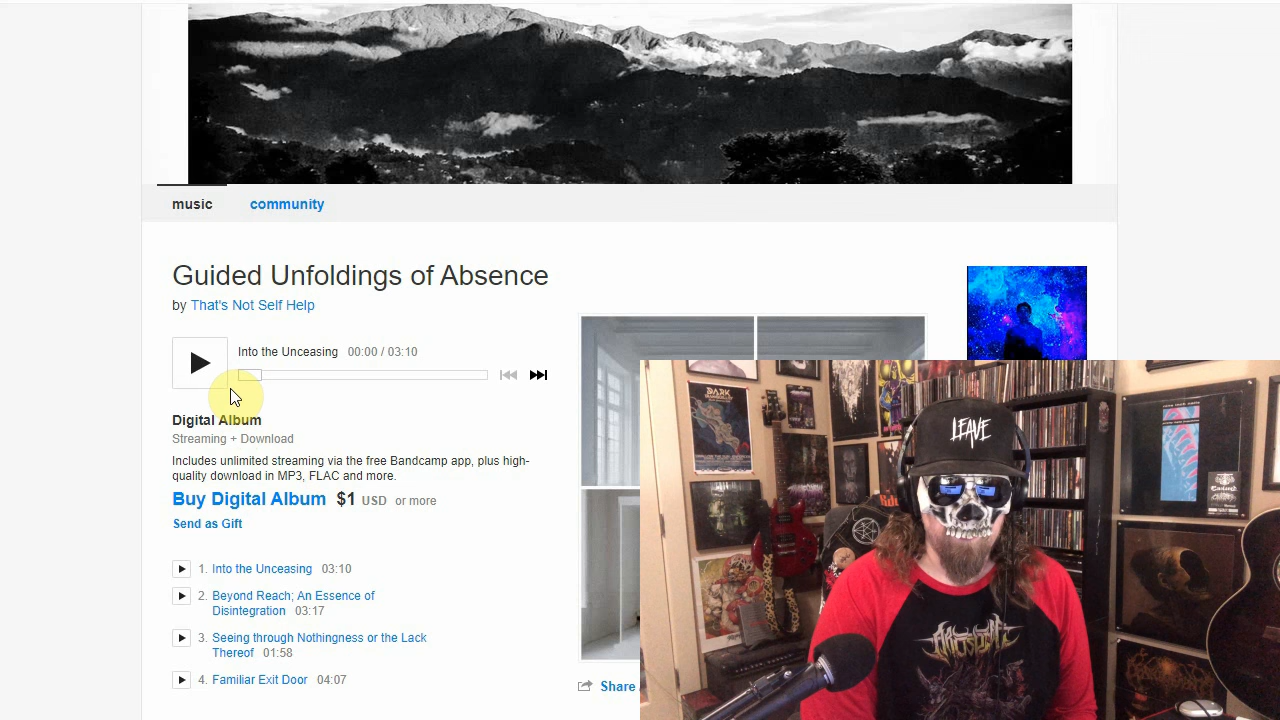 music
community
Guided Unfoldings of Absence
by That's Not Self Help
Into the Unceasing 00:00 / 03:10
Digital Album
Streaming + Download
Includes unlimited streaming via the free Bandcamp app, plus high-
quality download in MP3, FLAC and more.
Buy Digital Album $1 USD or more
Send as Gift
1. Into the Unceasing 03:10
2. Beyond Reach; An Essence of
Disintegration 03:17
3. Seeing through Nothingness or the Lack
Thereof 01:58
4. Familiar Exit Door 04:07
Share
LEAVE
DARK
TRANQUILLITY
ARCHSPIRE